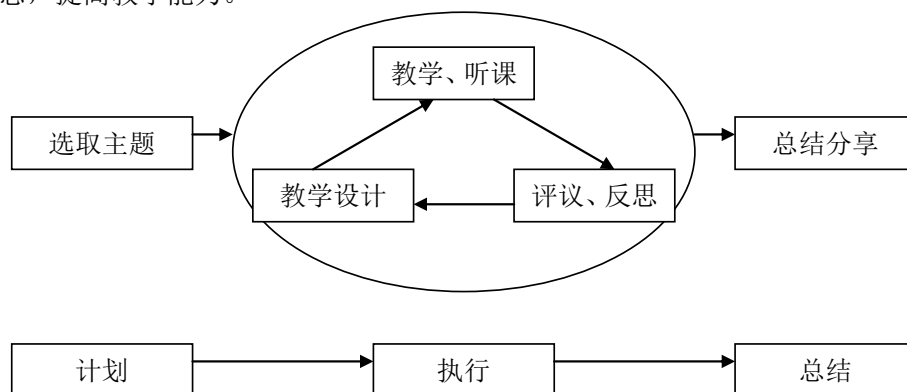 ，提高教学能力。
教学、听课
选取主题
总结分享
教学设计
评议、反思
计划
执行
总结